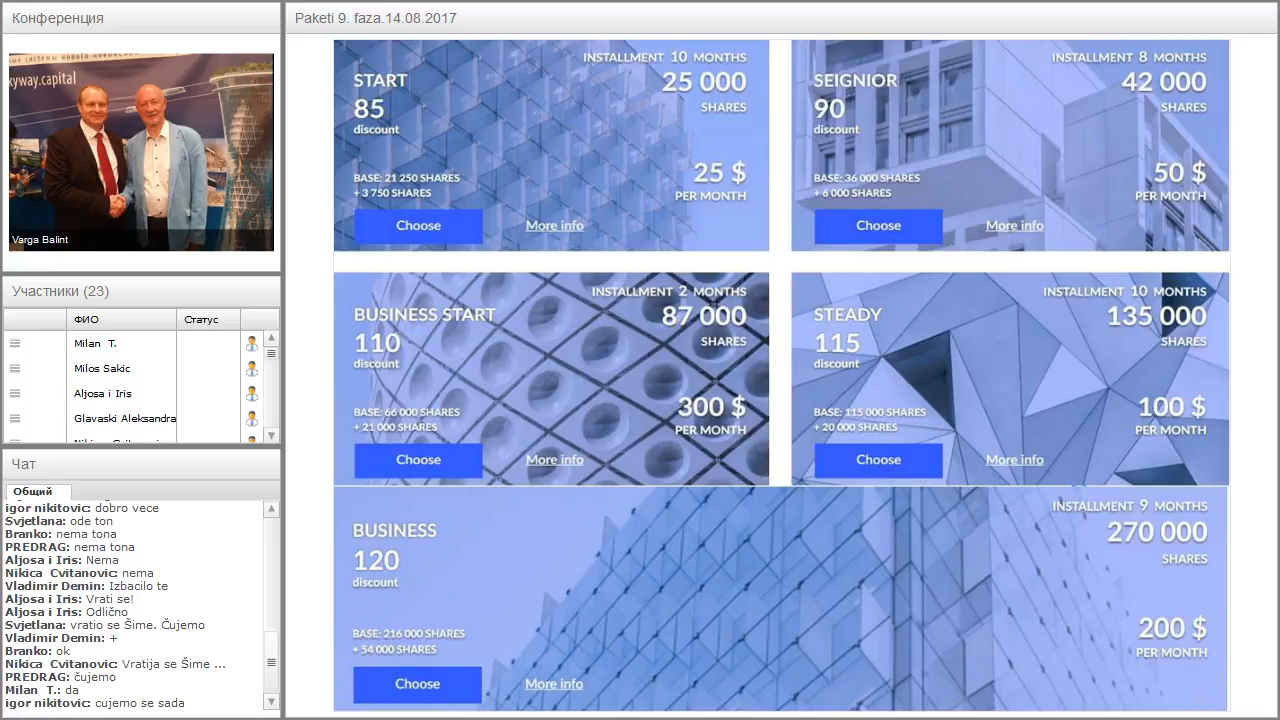 Конференция
kyway.capital
Varga Balint
Участники (23)
ФИО
Статус
Milan T.
Milos Sakic
Aljosa i Iris
Glavaski Aleksandra
Чат
Общий
igor nikitovic: dobro vece
Svjetlana: ode ton
Branko: nema tona
PREDRAG: nema tona
Aljosa i Iris: Nema
Nikica Cvitanovic: nema
Vladimir Demin: Izbacilo te
Aljosa i Iris: Vrati se!
Aljosa i Iris: Odlično
Svjetlana: vratio se Šime. Čujemo
Vladimir Demin: +
Branko: ok
Nikica Cvitanovic: Vratija se Šime ...
PREDRAG: čujemo
Milan T.: da
igor nikitovic: cujemo se sada
Paketi 9. faza.14.08.2017
INSTALLMENT 10 MONTHS
START
25 000
85
SHARES
discount
25 $
BASE: 21 250 SHARES
PER MONTH
+ 3 750 SHARES
Choose
More info
INSTALLMENT 8 MONTHS
SEIGNIOR
42 000
90
SHARES
discount
50 $
BASE: 36 000 SHARES
PER MONTH
+ 6 000 SHARES
Choose
More info
INSTALLMENT 2 MONTHS
BUSINESS START
87 000
110
SHARES
discount
300 $
BASE: 66 000 SHARES
PER MONTH
+ 21 000 SHARES
Choose
More info
INSTALLMENT 10 MONTHS
STEADY
135 000
115
SHARES
discount
100 $
BASE: 115 000 SHARES
PER MONTH
+ 20 000 SHARES
Choose
More info
INSTALLMENT 9 MONTHS
BUSINESS
270 000
120
SHARES
discount
200 $
BASE: 216 000 SHARES
PER MONTH
+ 54 000 SHARES
Choose
More info